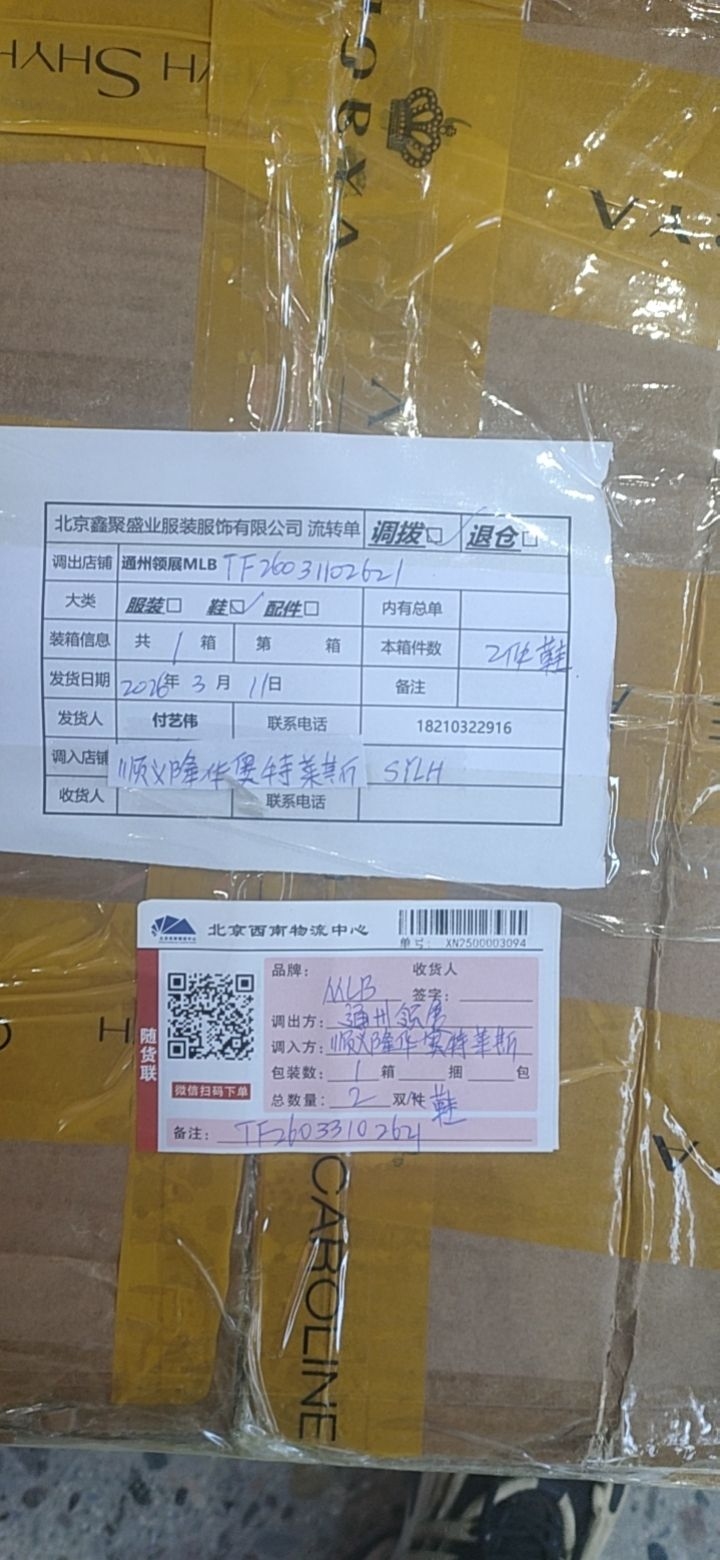 SHYH
北京鑫聚盛业服装服饰有限公司 流转单 调拨□✓ 退仓□
调出店铺 通州领展MLB TF26031102621
大类 服装□ 鞋□✓ 配件□ 内有总单
装箱信息 共 1 箱 第 箱 本箱件数 2件鞋
发货日期 2026年 3 月 11日 备注
发货人 付艺伟 联系电话 18210322916
调入店铺 顺义隆华奥特莱斯 SYLH
收货人 联系电话
北京西南物流中心
单号: XN2500003094
随货联
微信扫码下单
品牌: MLB 收货人
签字:
调出方: 通州领展
调入方: 顺义隆华奥特莱斯
包装数: 1 箱 捆 包
总数量: 2 双/件 鞋
备注: TF26033102621
CAROLINE